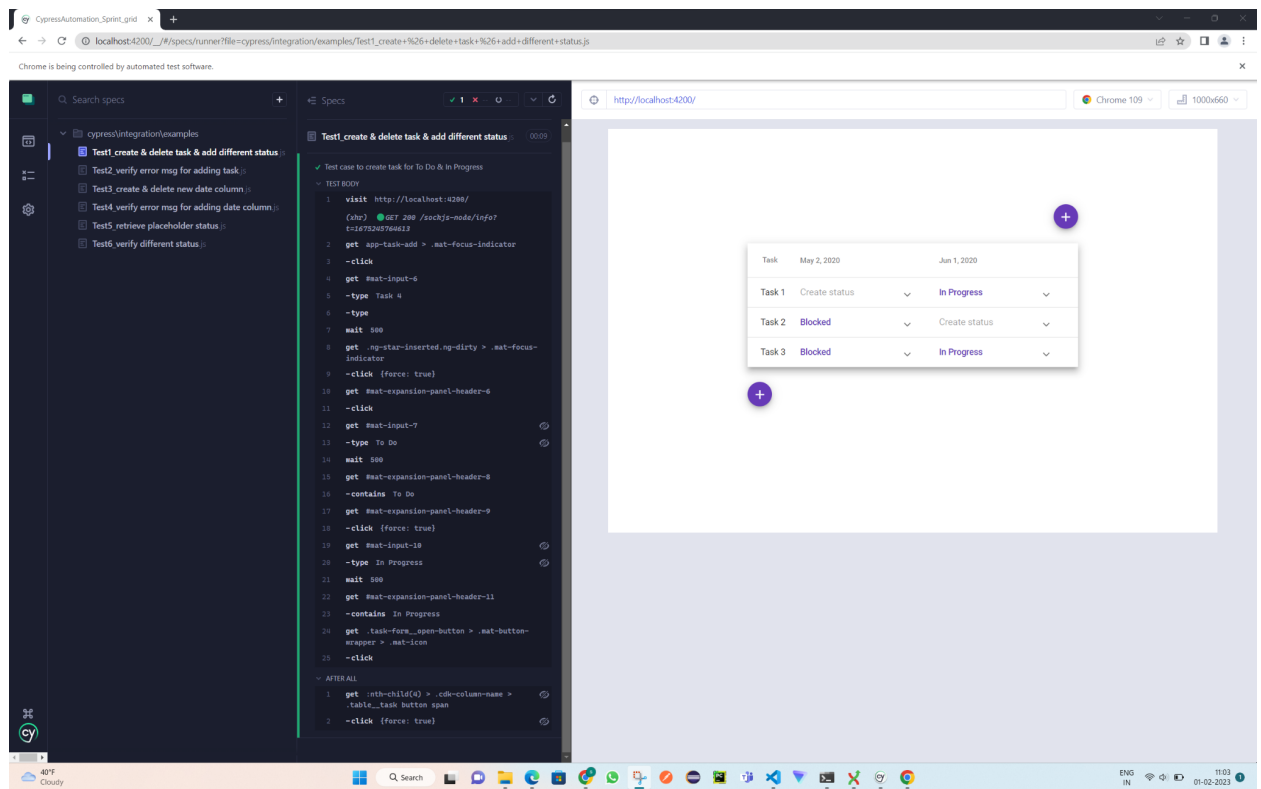 CypressAutomation_Sprint_grid
localhost:4200/__/#/specs/runner?file=cypress/integration/examples/Test1_create+%26+delete+task+%26+add+different+status.js
Chrome is being controlled by automated test software.
Search specs
cypress\integration\examples
Test1_create & delete task & add different status.js
Test2_verify error msg for adding task.js
Test3_create & delete new date column.js
Test4_verify error msg for adding date column.js
Test5_retrieve placeholder status.js
Test6_verify different status.js
Specs
1 -- --
Test1_create & delete task & add different status.js 00:09
Test case to create task for To Do & In Progress
TEST BODY
1 visit http://localhost:4200/
(xhr) GET 200 /sockjs-node/info?
t=1675245764613
2 get app-task-add > .mat-focus-indicator
3 -click
4 get #mat-input-6
5 -type Task 4
6 -type
7 wait 500
8 get .ng-star-inserted.ng-dirty > .mat-focus-
indicator
9 -click {force: true}
10 get #mat-expansion-panel-header-6
11 -click
12 get #mat-input-7
13 -type To Do
14 wait 500
15 get #mat-expansion-panel-header-8
16 -contains To Do
17 get #mat-expansion-panel-header-9
18 -click {force: true}
19 get #mat-input-10
20 -type In Progress
21 wait 500
22 get #mat-expansion-panel-header-11
23 -contains In Progress
24 get .task-form__open-button > .mat-button-
wrapper > .mat-icon
25 -click
AFTER ALL
1 get :nth-child(4) > .cdk-column-name >
.table__task button span
2 -click {force: true}
http://localhost:4200/
Chrome 109
1000x660
Task May 2, 2020 Jun 1, 2020
Task 1 Create status In Progress
Task 2 Blocked Create status
Task 3 Blocked In Progress
cy
40°F
Cloudy
Search
ENG
IN
11:03
01-02-2023
1